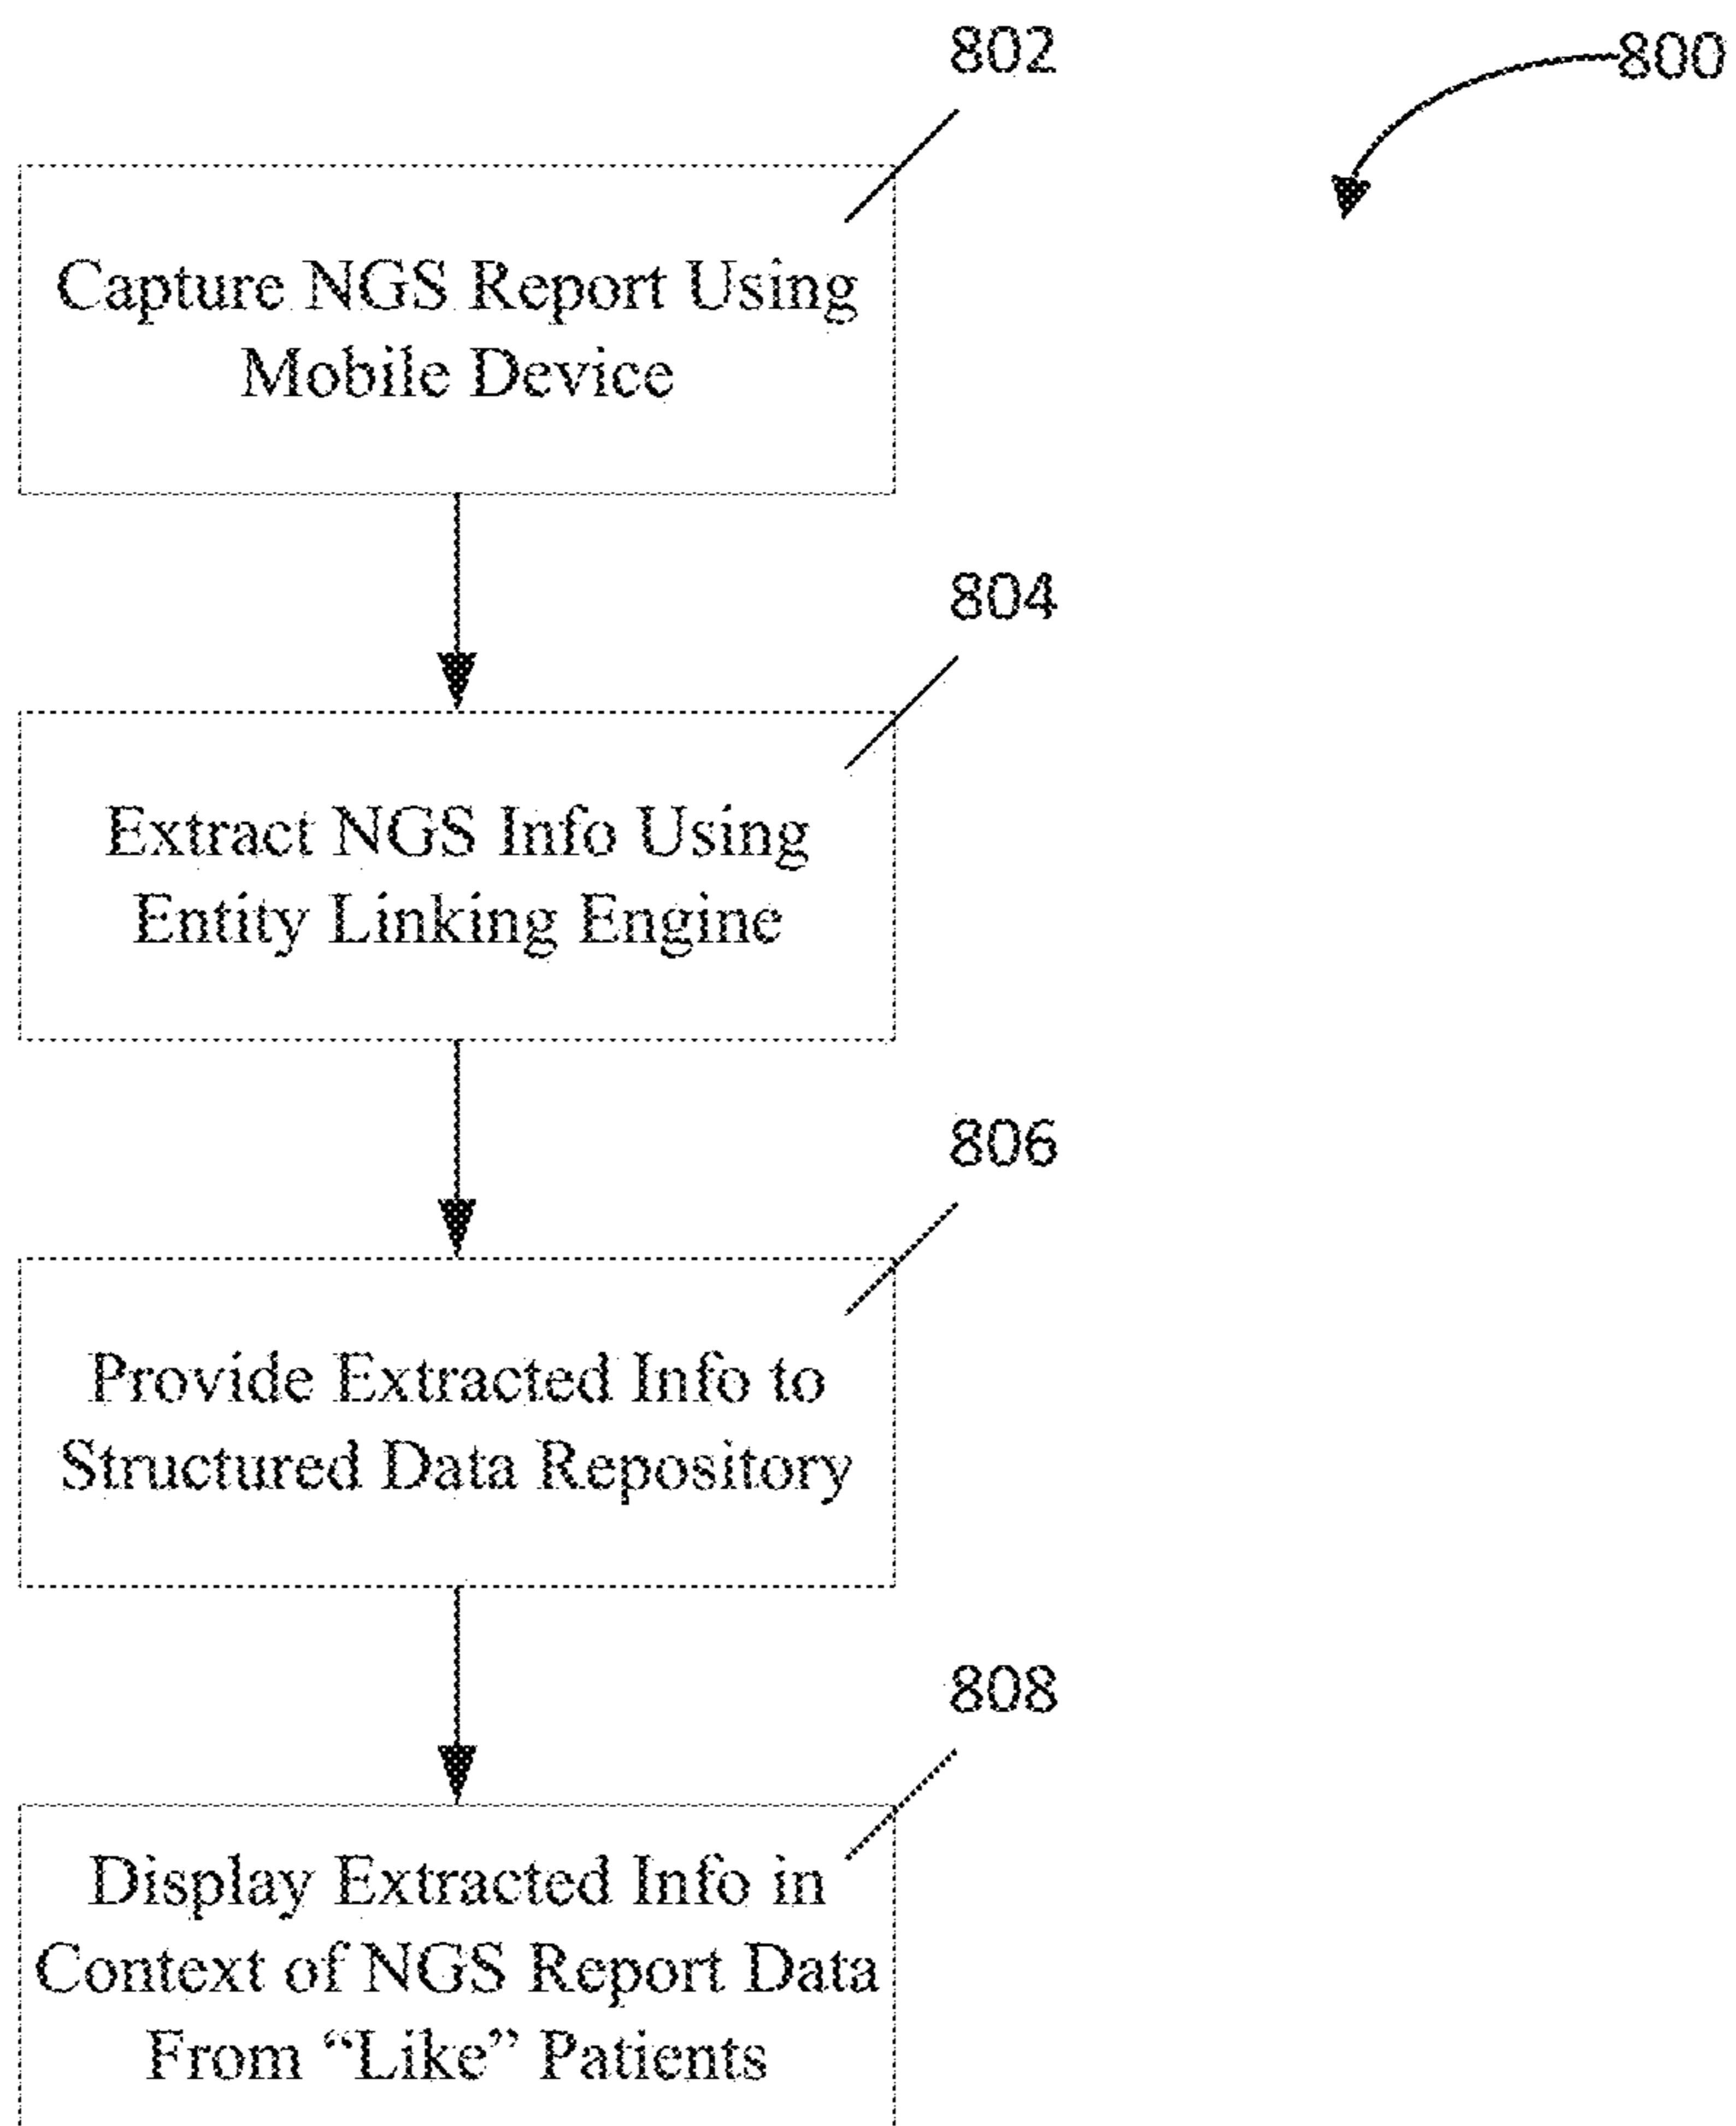 802
800
Capture NGS Report Using
Mobile Device
804
Extract NGS Info Using
Entity Linking Engine
806
Provide Extracted Info to
Structured Data Repository
808
Display Extracted Info in
Context of NGS Report Data
From “Like” Patients